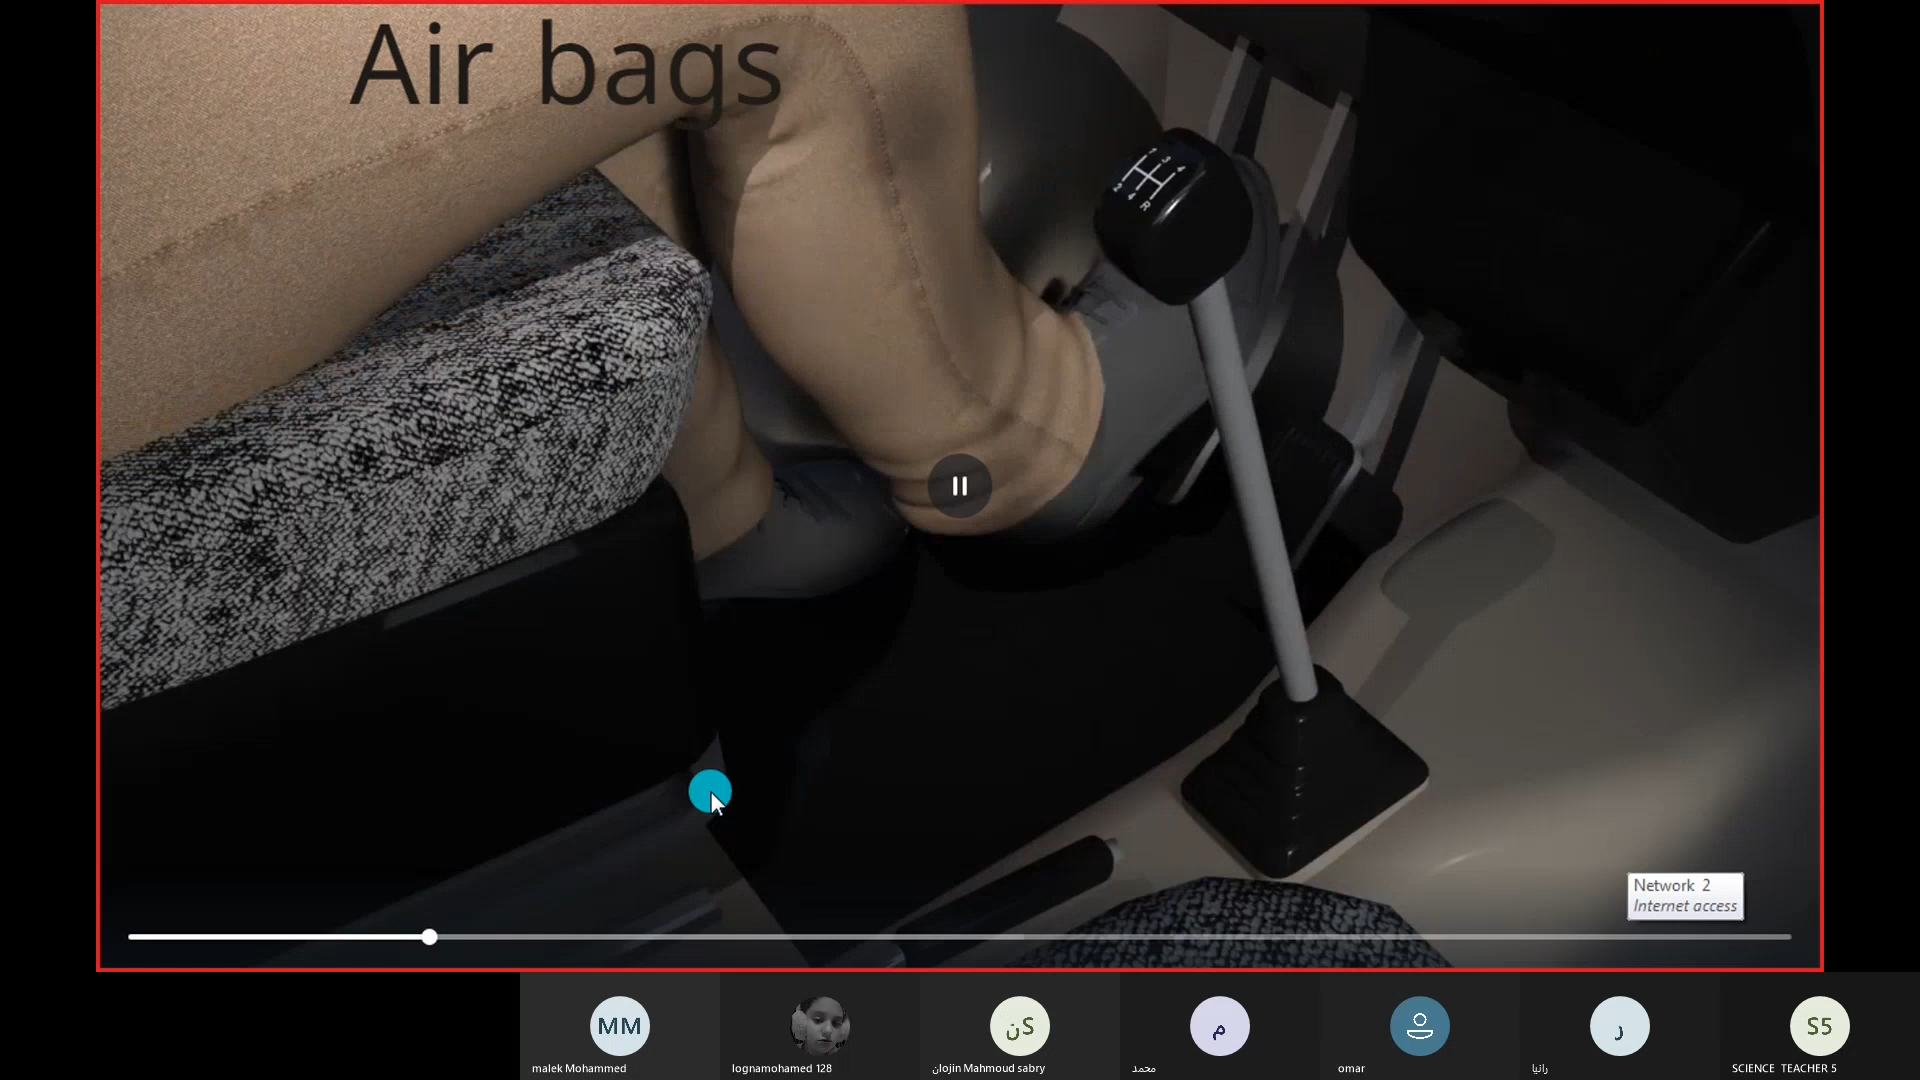 Air bags
Network 2
Internet access
MM
malek Mohammed
lognamohamed 128
نS
نlojin Mahmoud sabry
م
محمد
omar
ر
رانيا
S5
SCIENCE TEACHER 5